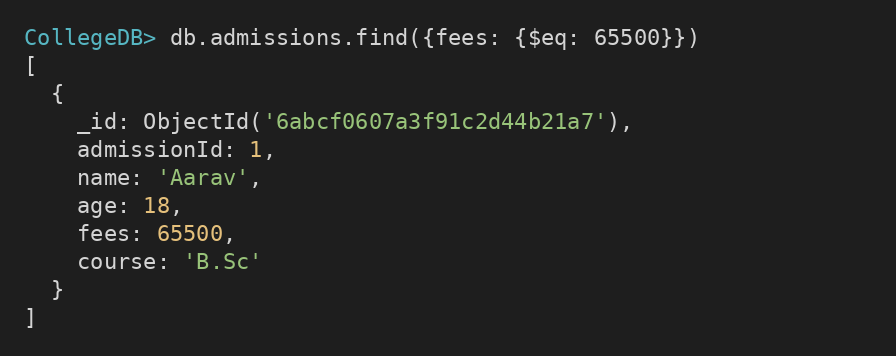 CollegeDB> db.admissions.find({fees: {$eq: 65500}})
[
  {
    _id: ObjectId('6abcf0607a3f91c2d44b21a7'),
    admissionId: 1,
    name: 'Aarav',
    age: 18,
    fees: 65500,
    course: 'B.Sc'
  }
]